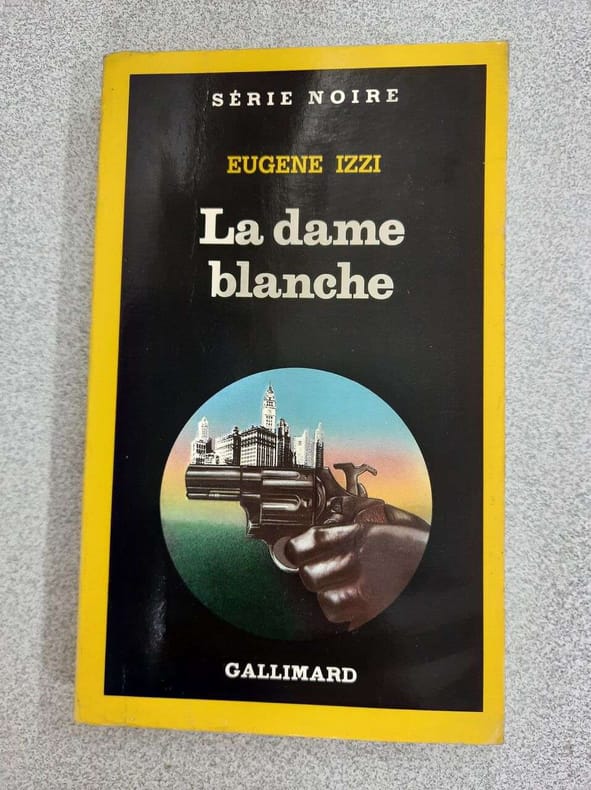 SÉRIE NOIRE
EUGENE IZZI
La dame
blanche
GALLIMARD